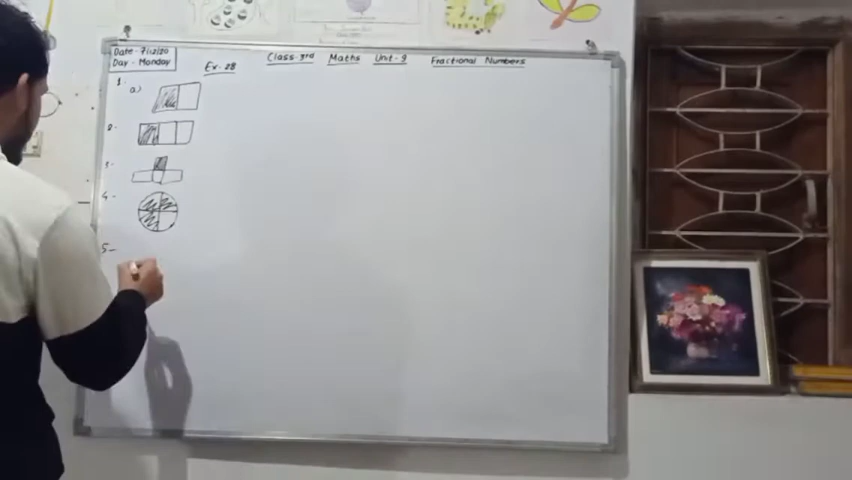 Date - 7/12/20
Day - Monday
Ex - 28 Class-3rd Maths Unit-9 Fractional Numbers
1.
a)
2.
3.
4.
5-